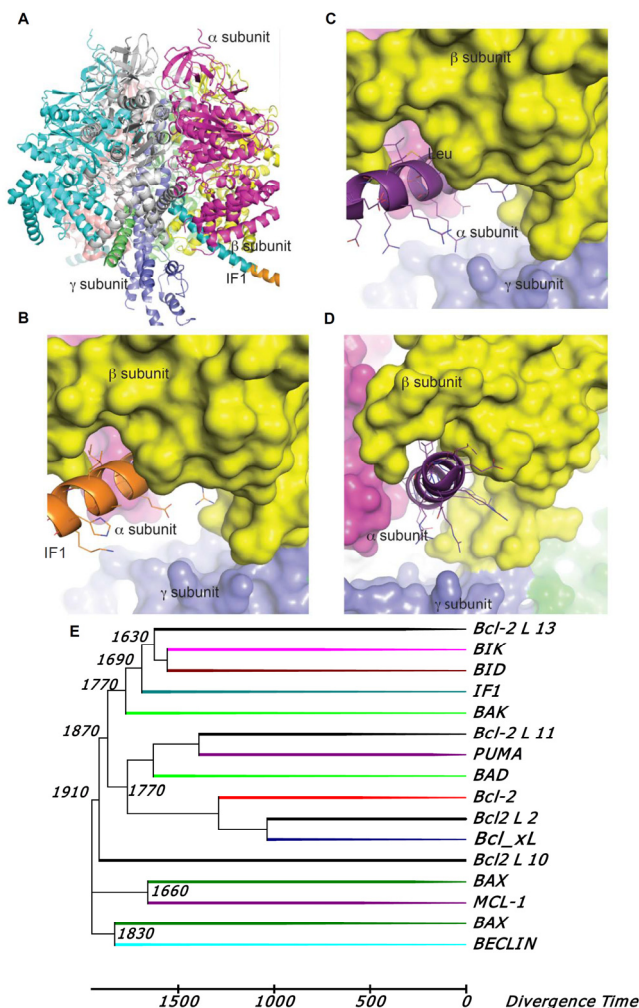 A
α subunit
β subunit
γ subunit
IF1
B
β subunit
α subunit
IF1
γ subunit
C
β subunit
Leu
α subunit
γ subunit
D
β subunit
α subunit
γ subunit
E
Bcl-2 L 13
1630
BIK
1690
BID
1770
IF1
BAK
1870
Bcl-2 L 11
PUMA
1770
BAD
1910
Bcl-2
Bcl2 L 2
Bcl_xL
Bcl2 L 10
BAX
1660
MCL-1
BAX
1830
BECLIN
1500 1000 500 0 Divergence Time